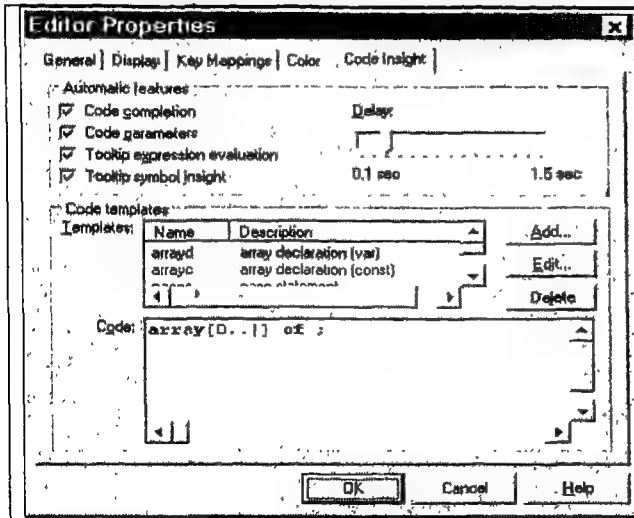 Editor Properties
General Display Key Mappings Color Code Insight
Automatic features
Code completion Delay:
Code parameters
Tooltip expression evaluation
Tooltip symbol insight 0.1 sec 1.5 sec
Code templates
Templates: Name Description Add...
arrayd array declaration (var)
arrayc array declaration (const) Edit...
Delete
Code: array[0..|] of ;
OK Cancel Help